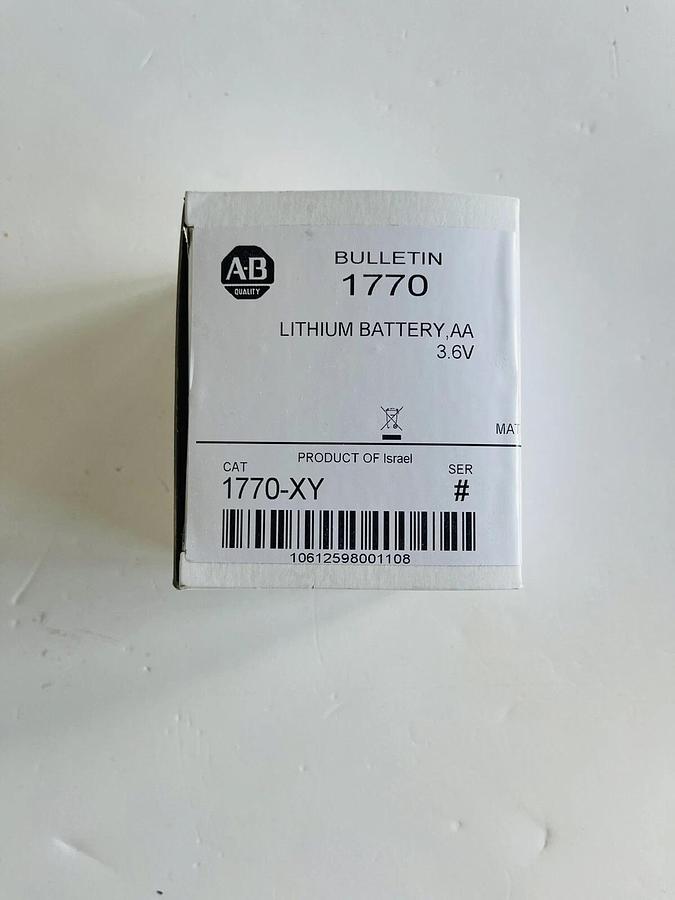 A-B
QUALITY
BULLETIN
1770
LITHIUM BATTERY,AA
3.6V
MAT
PRODUCT OF Israel
CAT
SER
1770-XY
#
10612598001108